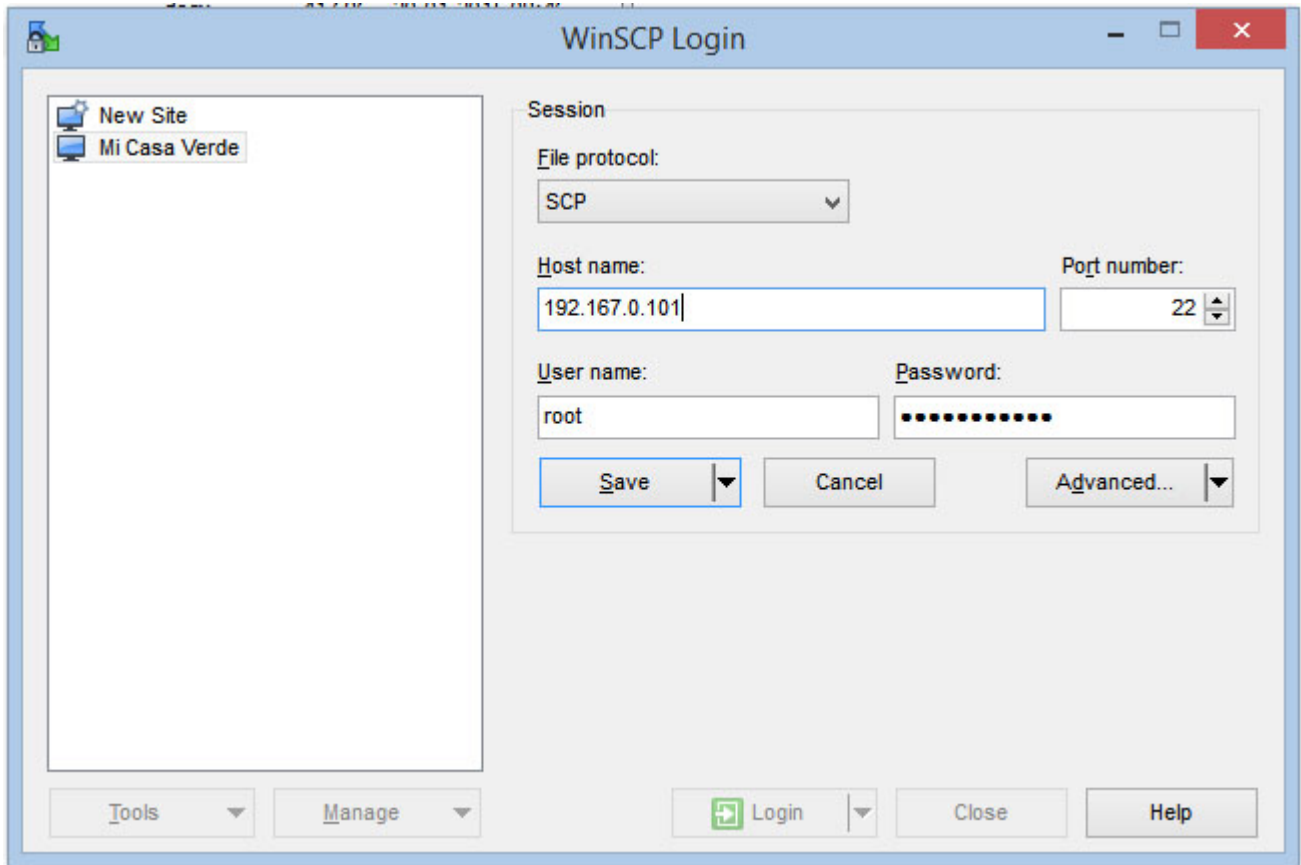 WinSCP Login
New Site
Mi Casa Verde
Session
File protocol:
SCP
Host name:
Port number:
192.167.0.101
22
User name:
Password:
root
Save
Cancel
Advanced...
Tools
Manage
Login
Close
Help